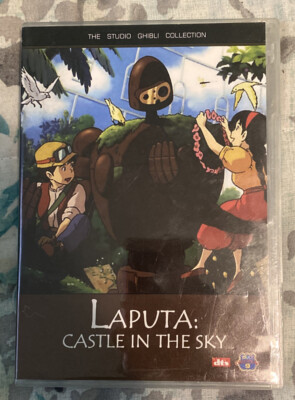 THE STUDIO GHIBLI COLLECTION
LAPUTA:
CASTLE IN THE SKY
dts